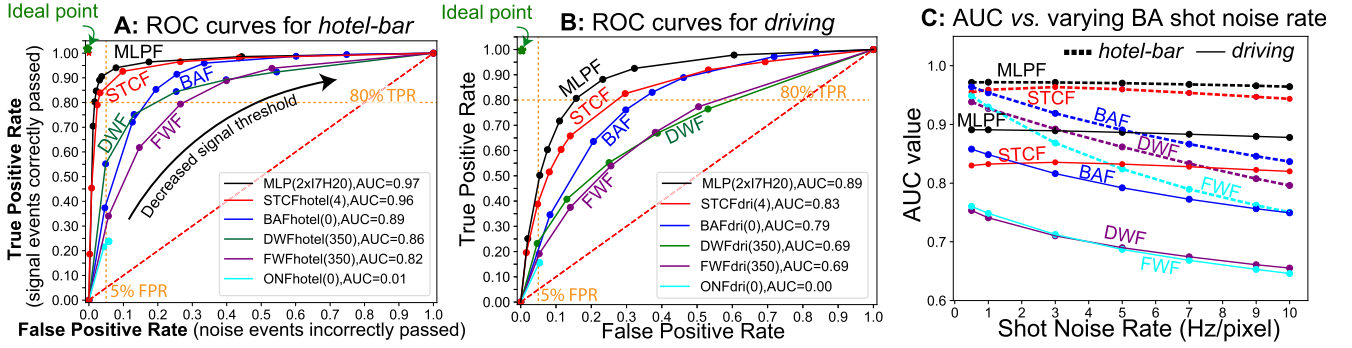 Ideal point
A: ROC curves for hotel-bar
True Positive Rate
(signal events correctly passed)
1.00
0.90
0.80
0.70
0.60
0.50
0.40
0.30
0.20
0.10
0.00
MLPF
STCF
BAF
DWF
FWF
Decreased signal threshold
80% TPR
5% FPR
MLP(2xI7H20),AUC=0.97
STCFhotel(4),AUC=0.96
BAFhotel(0),AUC=0.89
DWFhotel(350),AUC=0.86
FWFhotel(350),AUC=0.82
ONFhotel(0),AUC=0.01
0.0 0.1 0.2 0.3 0.4 0.5 0.6 0.7 0.8 0.9 1.0
False Positive Rate (noise events incorrectly passed)
Ideal point
B: ROC curves for driving
True Positive Rate
1.00
0.90
0.80
0.70
0.60
0.50
0.40
0.30
0.20
0.10
0.00
MLPF
STCF
BAF
DWF
FWF
80% TPR
5% FPR
MLP(2xI7H20),AUC=0.89
STCFdri(4),AUC=0.83
BAFdri(0),AUC=0.79
DWFdri(350),AUC=0.69
FWFdri(350),AUC=0.69
ONFdri(0),AUC=0.00
0.0 0.1 0.2 0.3 0.4 0.5 0.6 0.7 0.8 0.9 1.0
False Positive Rate
C: AUC vs. varying BA shot noise rate
hotel-bar driving
AUC value
1.0
0.9
0.8
0.7
0.6
MLPF
STCF
MLPF
BAF
DWF
STCF
BAF
FWF
DWF
FWF
0 1 2 3 4 5 6 7 8 9 10
Shot Noise Rate (Hz/pixel)